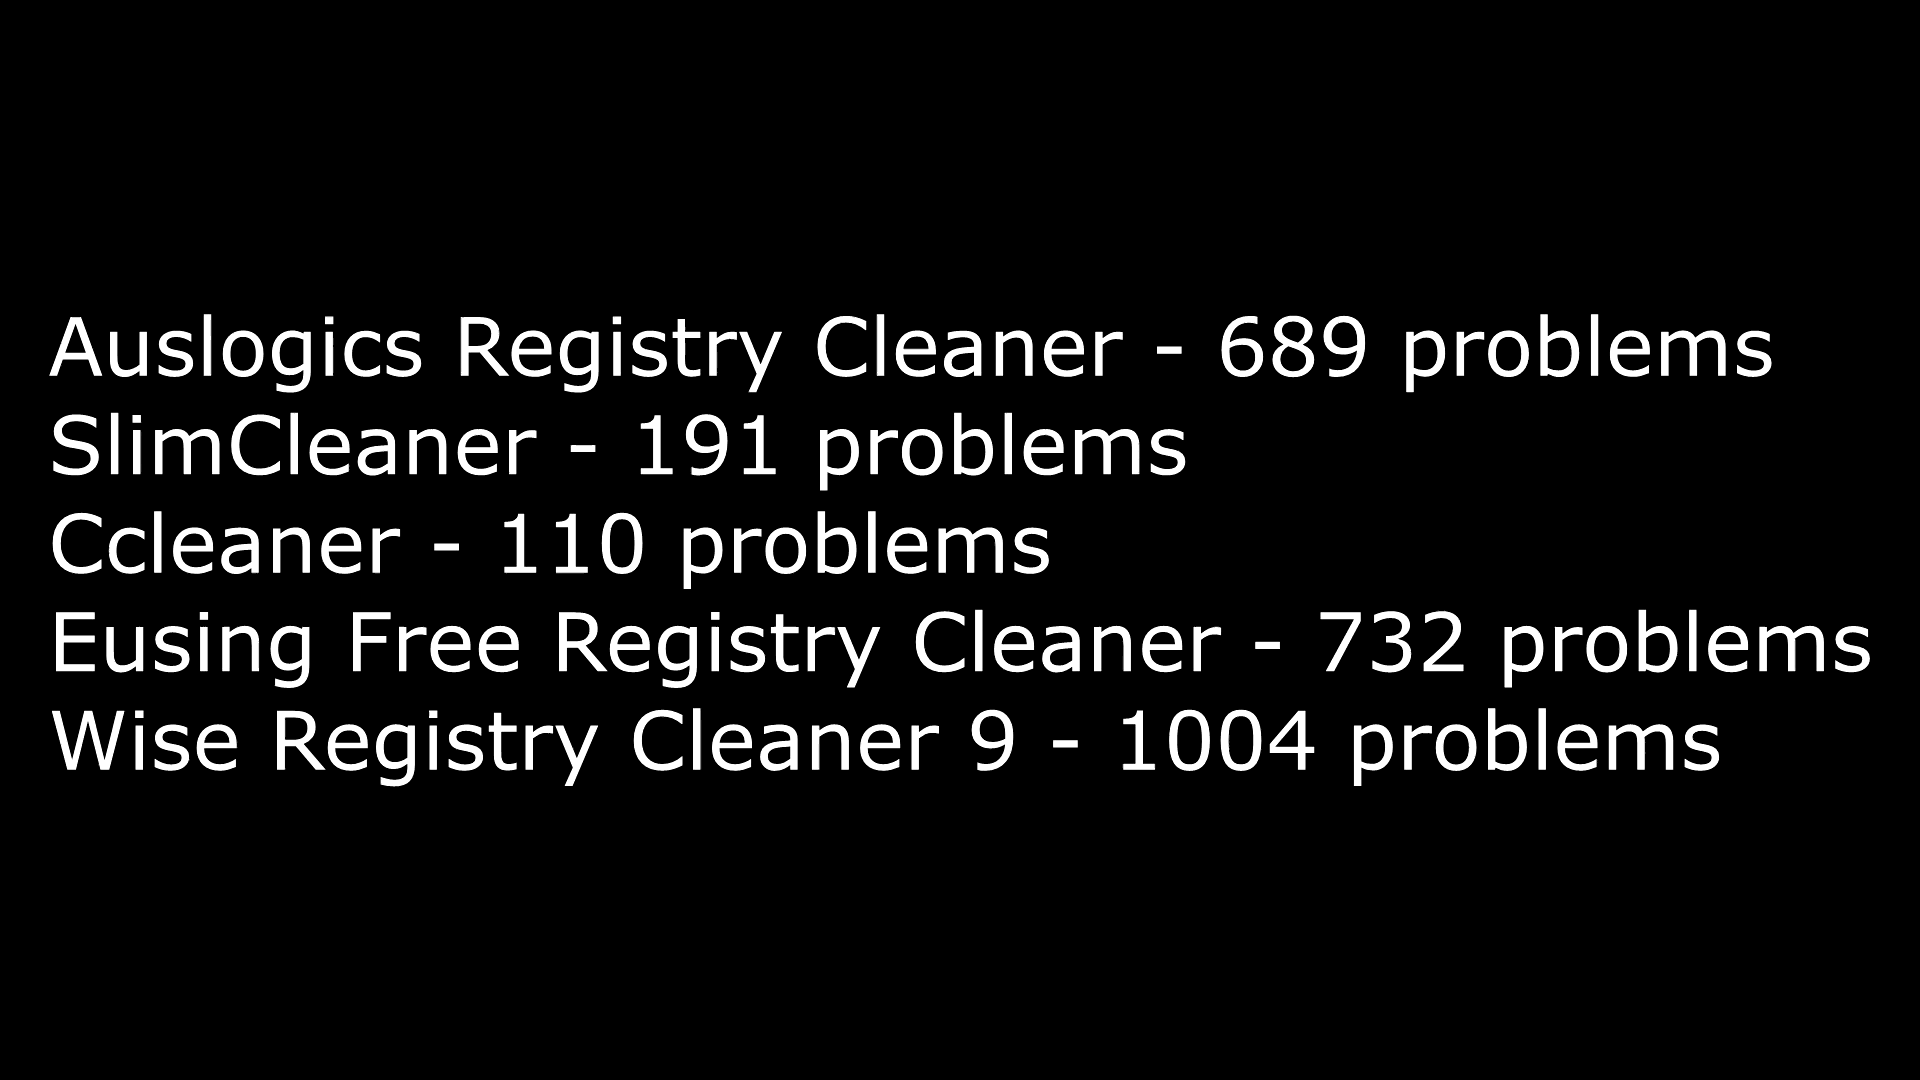 Auslogics Registry Cleaner - 689 problems
SlimCleaner - 191 problems
Ccleaner - 110 problems
Eusing Free Registry Cleaner - 732 problems
Wise Registry Cleaner 9 - 1004 problems